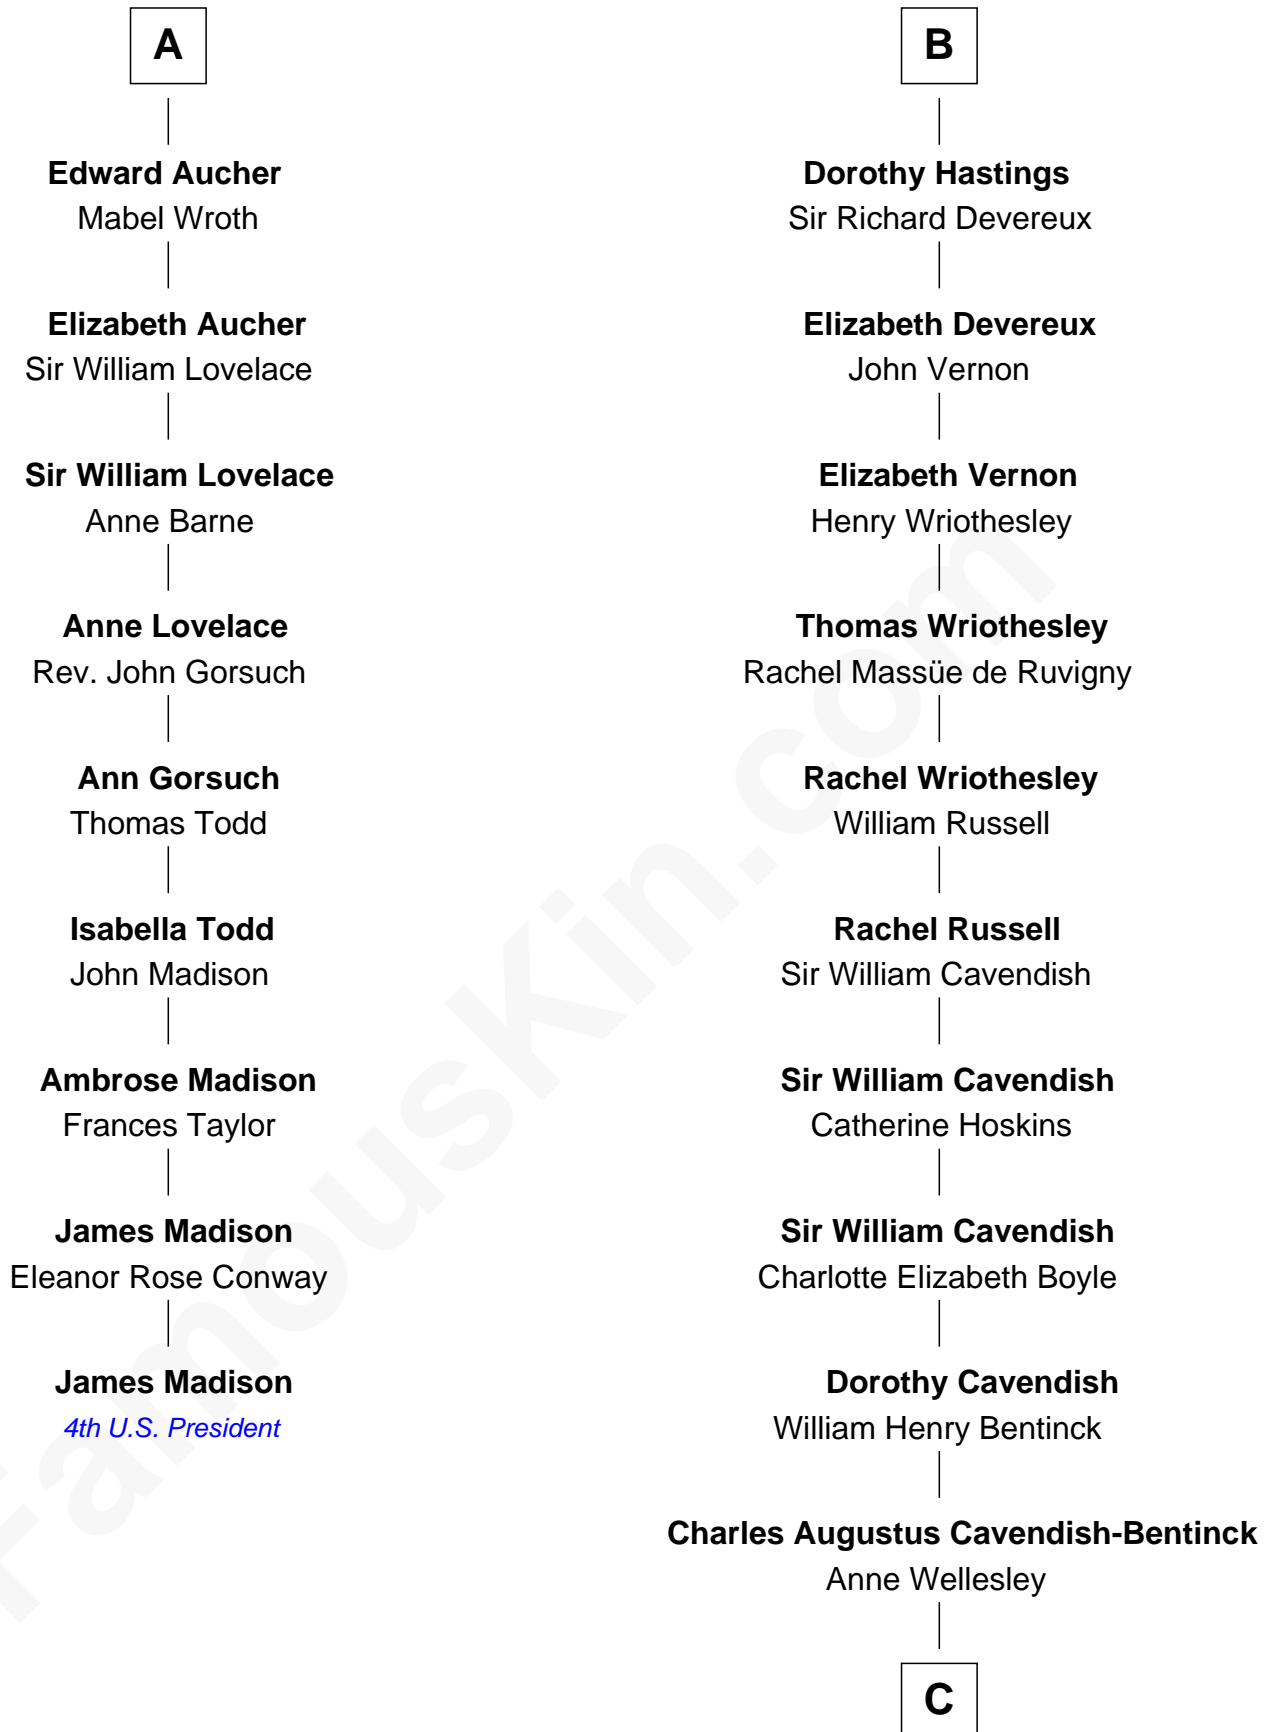 A
Edward Aucher
Mabel Wroth
Elizabeth Aucher
Sir William Lovelace
Sir William Lovelace
Anne Barne
Anne Lovelace
Rev. John Gorsuch
Ann Gorsuch
Thomas Todd
Isabella Todd
John Madison
Ambrose Madison
Frances Taylor
James Madison
Eleanor Rose Conway
James Madison
4th U.S. President
B
Dorothy Hastings
Sir Richard Devereux
Elizabeth Devereux
John Vernon
Elizabeth Vernon
Henry Wriothesley
Thomas Wriothesley
Rachel Massüe de Ruvigny
Rachel Wriothesley
William Russell
Rachel Russell
Sir William Cavendish
Sir William Cavendish
Catherine Hoskins
Sir William Cavendish
Charlotte Elizabeth Boyle
Dorothy Cavendish
William Henry Bentinck
Charles Augustus Cavendish-Bentinck
Anne Wellesley
C
FamousKin.com